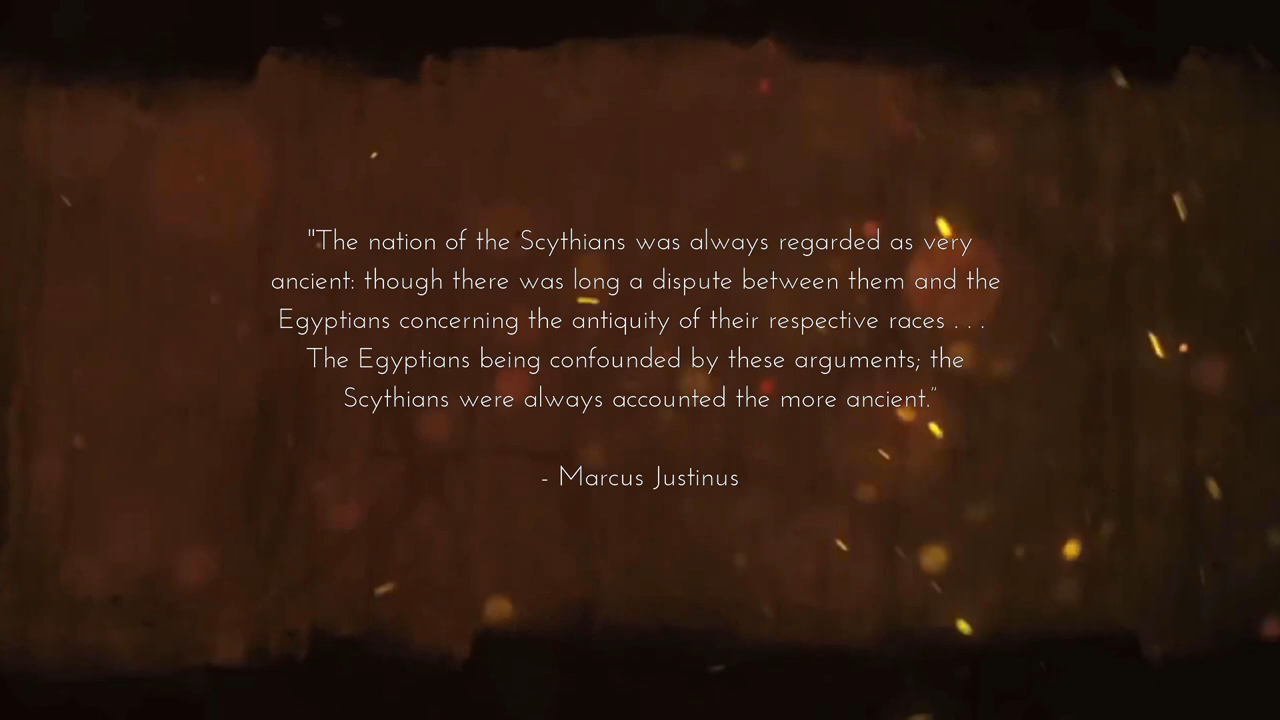 "The nation of the Scythians was always regarded as very
ancient: though there was long a dispute between them and the
Egyptians concerning the antiquity of their respective races . . .
The Egyptians being confounded by these arguments; the
Scythians were always accounted the more ancient.”
- Marcus Justinus